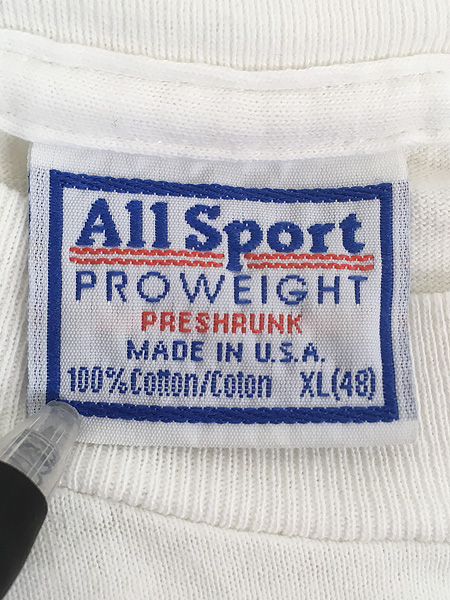 All Sport
PROWEIGHT
PRESHRUNK
MADE IN U.S.A.
100% Cotton/Coton XL(48)